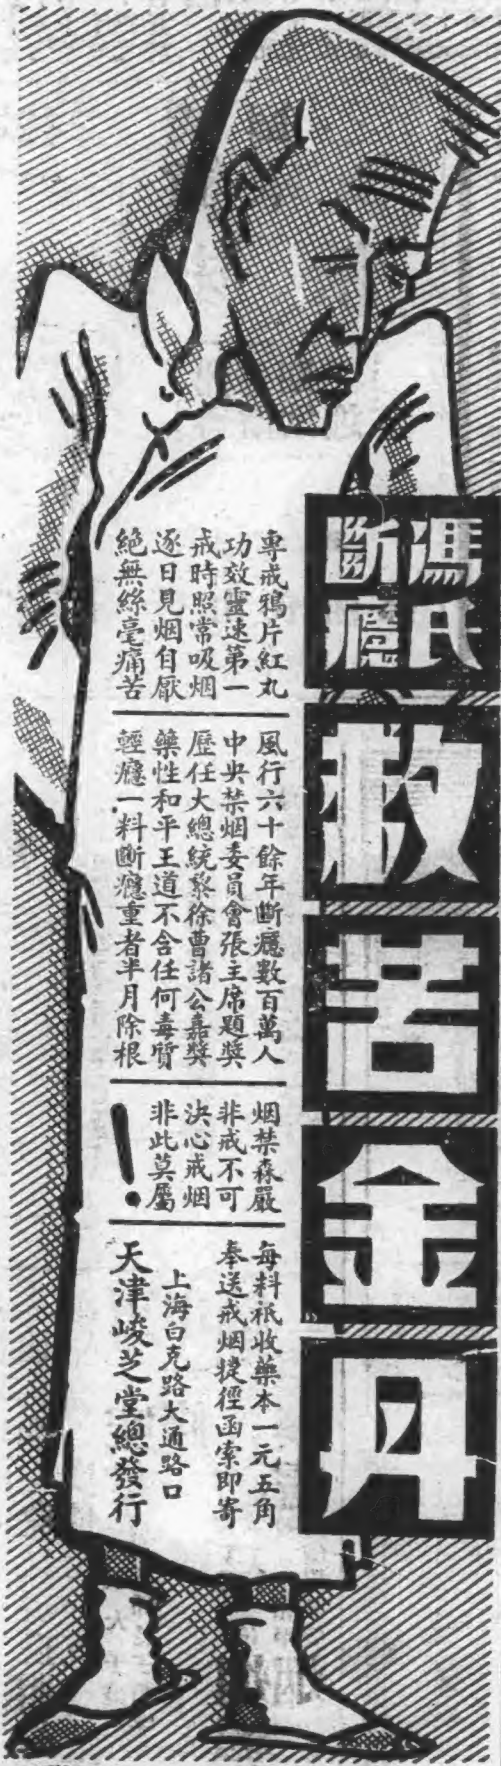 馮氏
斷癮
救苦金丹
專戒鴉片紅丸
功效靈速第一
戒時照常吸烟
逐日見烟自厭
絕無絲毫痛苦
風行六十餘年斷癮數百萬人
中央禁烟委員會張主席題獎
歷任大總統黎徐曹諸公嘉獎
藥性和平王道不含任何毒質
輕癮一料斷癮重者半月除根
烟禁森嚴
非戒不可
決心戒烟
非此莫屬
！
每料祇收藥本一元五角
奉送戒烟捷徑函索即寄
上海白克路大通路口
天津峻芝堂總發行